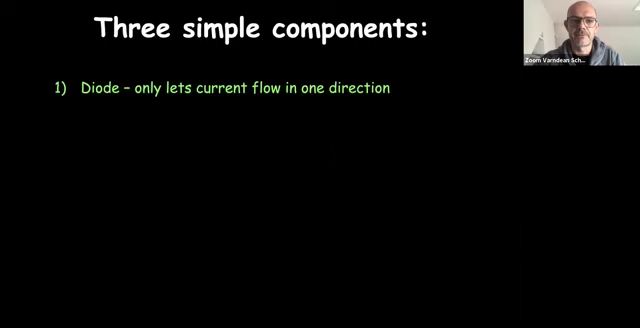 Three simple components:
1) Diode – only lets current flow in one direction
Zoom Varndean Sch...